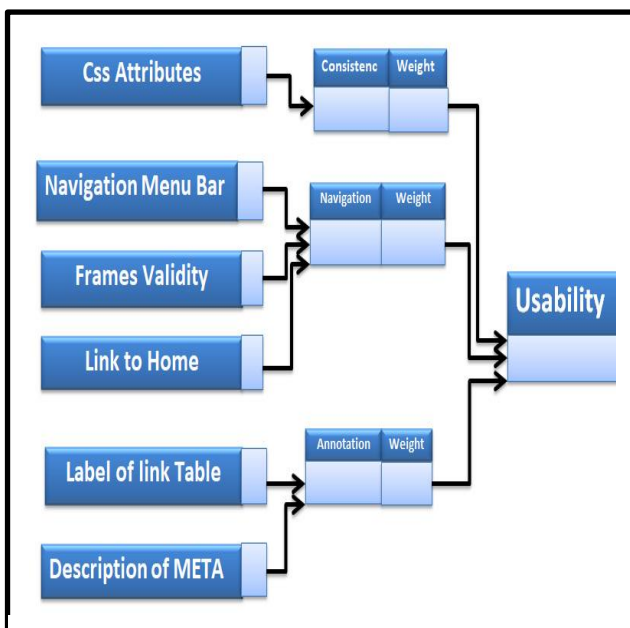 Css Attributes
Consistenc Weight
Navigation Menu Bar
Navigation Weight
Frames Validity
Usability
Link to Home
Annotation Weight
Label of link Table
Description of META